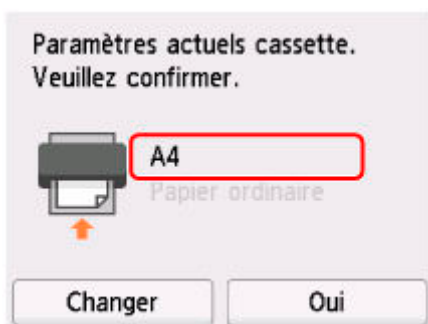 Paramètres actuels cassette.
Veuillez confirmer.
A4
Papier ordinaire
Changer
Oui